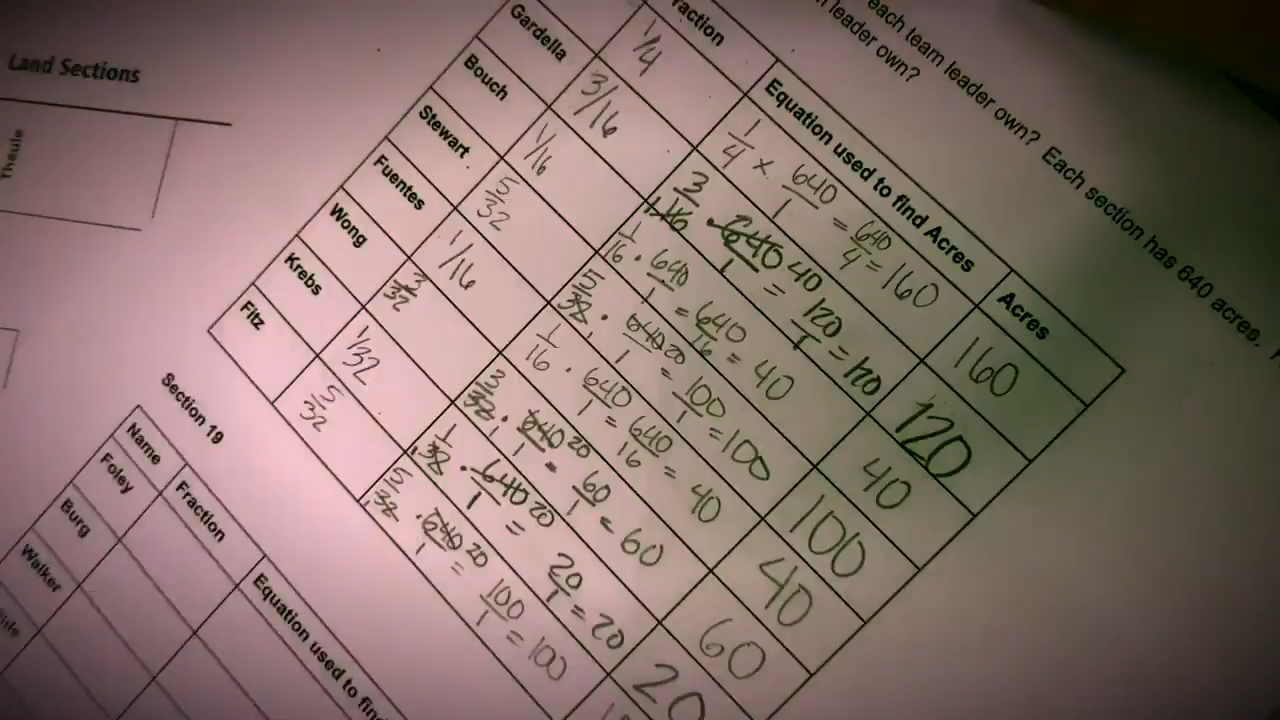 each team leader own? Each section has 640 acres.
leader own?
Land Sections
Fraction
Equation used to find Acres
Acres
Gardella
1/4
1/4 × 640/1 = 640/4 = 160
160
Bouch
3/16
3/16 · 640/1 40 = 120/1 = 120
120
Stewart
1/16
1/16 · 640/1 = 640/16 = 40
40
Fuentes
5/32
5/32 · 640/1 20 = 100/1 = 100
100
Wong
1/16
1/16 · 640/1 = 640/16 = 40
40
Krebs
3/32
3/32 · 640/1 20 = 60/1 = 60
60
Fitz
1/32
1/32 · 640/1 20 = 20/1 = 20
20
5/32
5/32 · 640/1 20 = 100/1 = 100
Section 19
Name
Fraction
Equation used to find
Foley
Burg
Walker